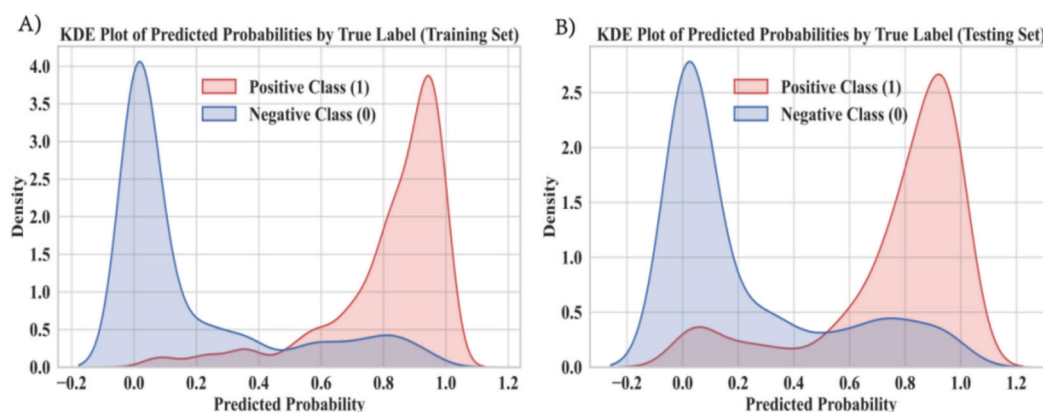 A)
KDE Plot of Predicted Probabilities by True Label (Training Set)
4.0
3.5
3.0
2.5
2.0
1.5
1.0
0.5
0.0
Density
Positive Class (1)
Negative Class (0)
−0.2 0.0 0.2 0.4 0.6 0.8 1.0 1.2
Predicted Probability
B)
KDE Plot of Predicted Probabilities by True Label (Testing Set)
2.5
2.0
1.5
1.0
0.5
0.0
Density
Positive Class (1)
Negative Class (0)
−0.2 0.0 0.2 0.4 0.6 0.8 1.0 1.2
Predicted Probability